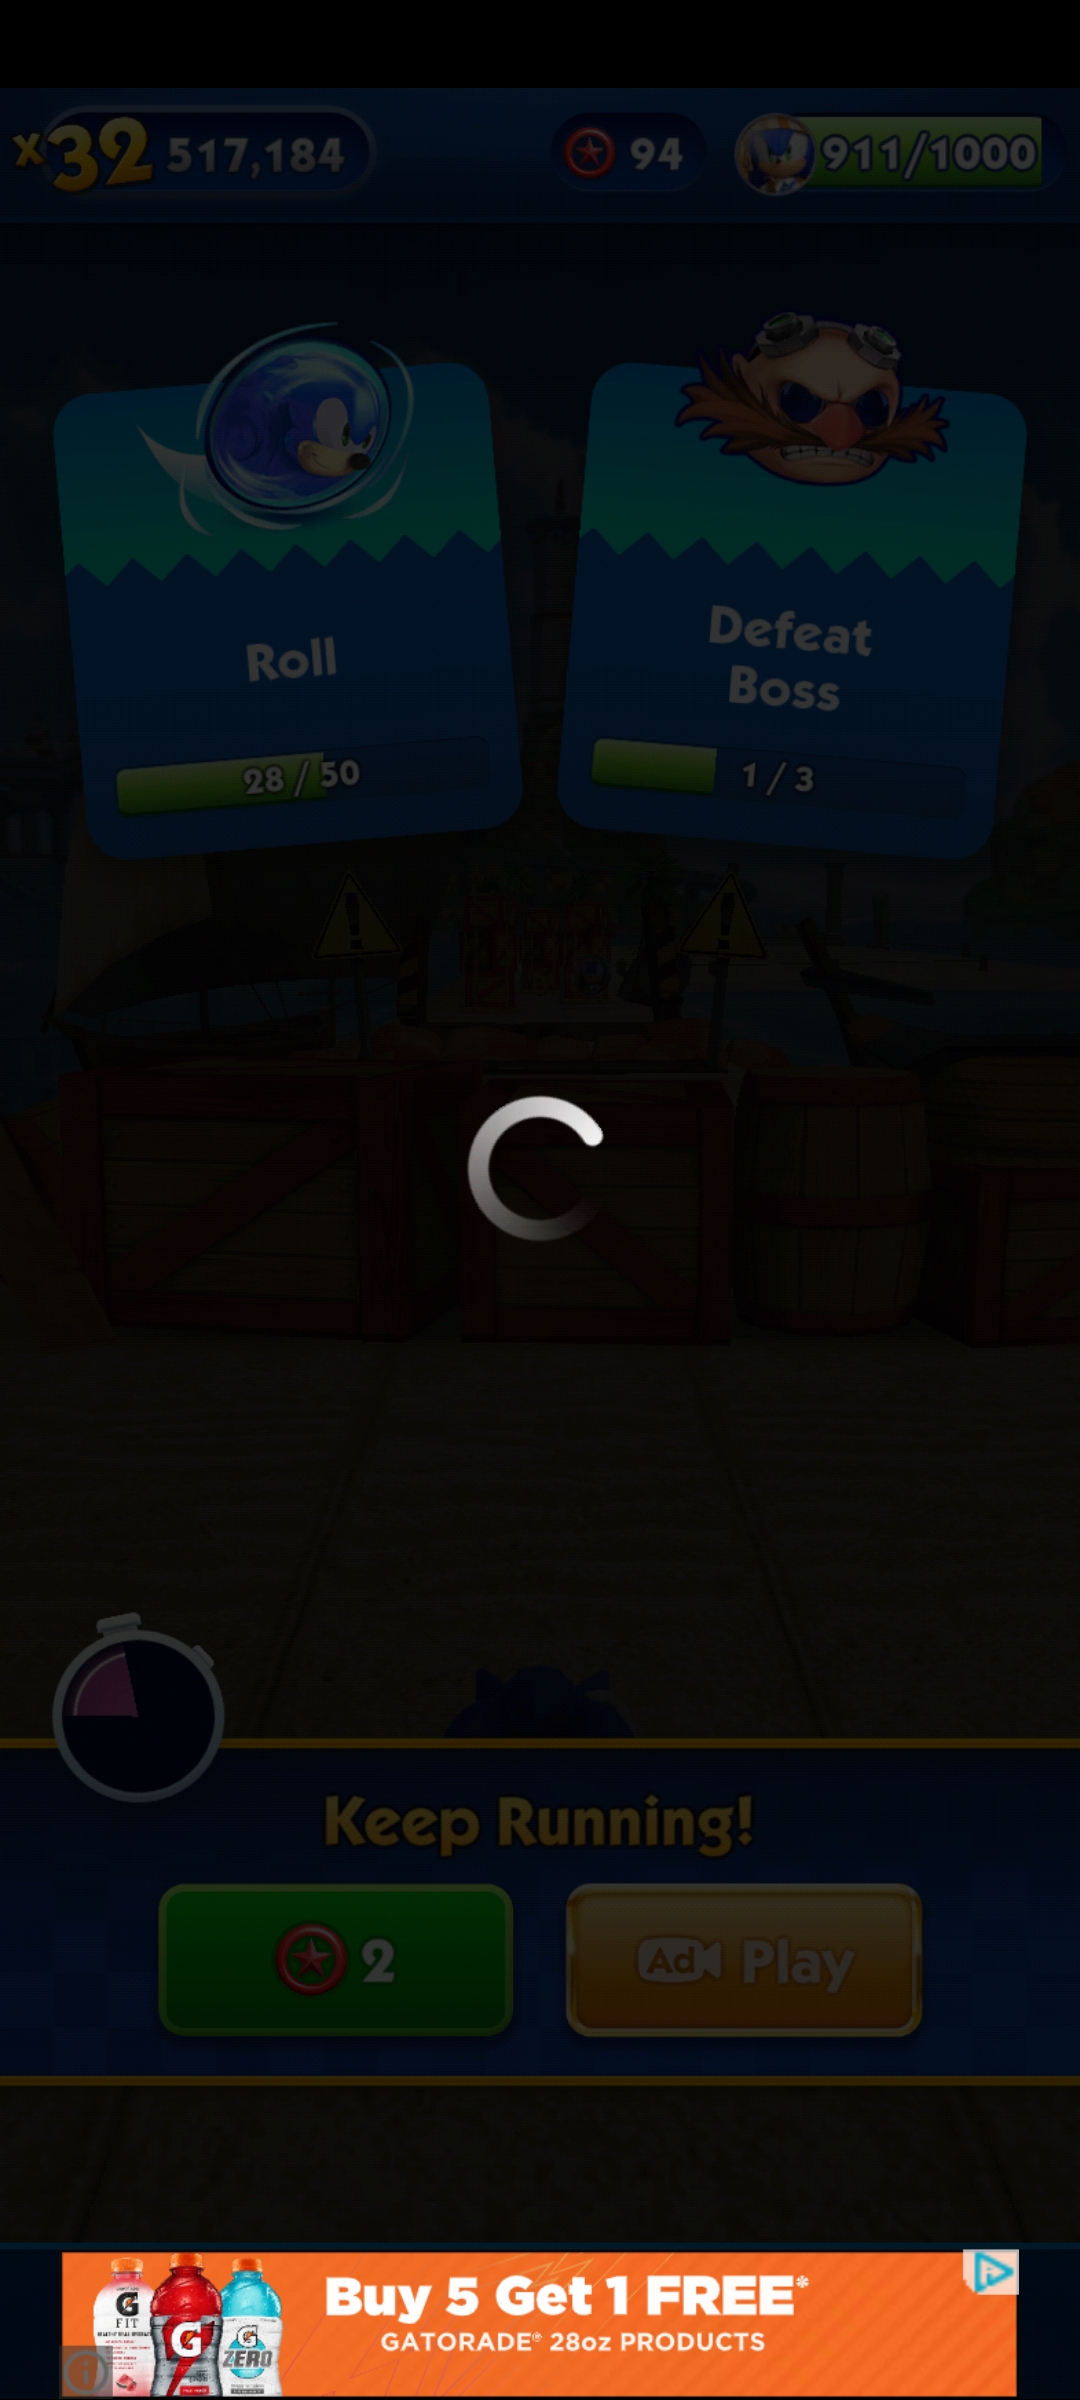 x32 517,184
94
911/1000
Roll
28 / 50
Defeat
Boss
1 / 3
Keep Running!
2
Ad Play
Buy 5 Get 1 FREE*
GATORADE® 28oz PRODUCTS
G
FIT
G
G
ZERO